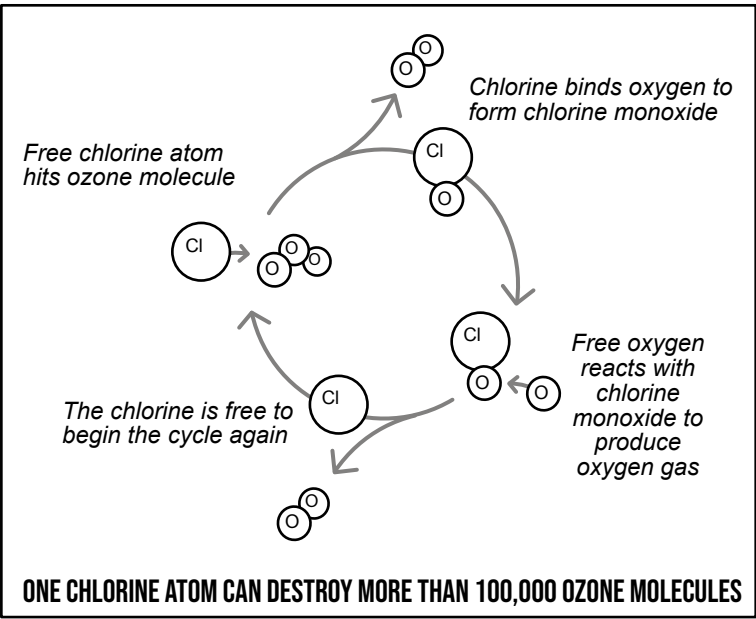 O
O
Chlorine binds oxygen to
form chlorine monoxide
Cl
O
Free chlorine atom
hits ozone molecule
Cl
O
O
O
Cl
O
O
Free oxygen
reacts with
chlorine
monoxide to
produce
oxygen gas
Cl
The chlorine is free to
begin the cycle again
O
O
ONE CHLORINE ATOM CAN DESTROY MORE THAN 100,000 OZONE MOLECULES